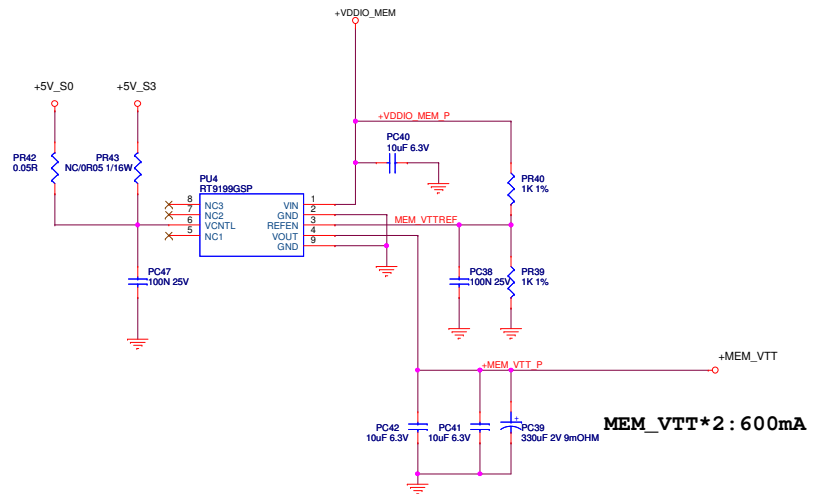 +VDDIO_MEM
+5V_S0
+5V_S3
+VDDIO_MEM_P
PC40
10uF 6.3V
PR42
0.05R
PR43
NC/0R05 1/16W
PU4
RT9199GSP
PR40
1K 1%
8 NC3
7 NC2
6 VCNTL
5 NC1
VIN 1
GND 2
REFEN 3
VOUT 4
GND 9
MEM_VTTREF
PC47
100N 25V
PC38
100N 25V
PR39
1K 1%
+MEM_VTT
+MEM_VTT_P
PC42
10uF 6.3V
PC41
10uF 6.3V
+
PC39
330uF 2V 9mOHM
MEM_VTT*2:600mA